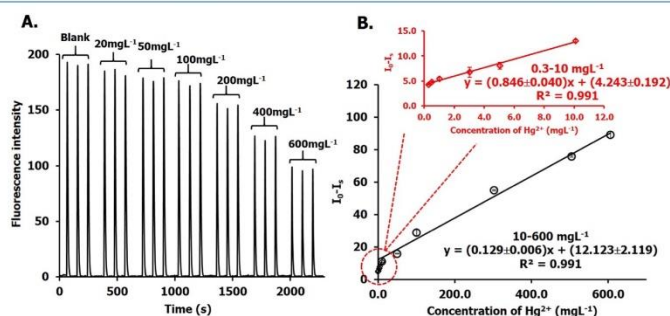 A.
Blank
20mgL⁻¹
50mgL⁻¹
100mgL⁻¹
200mgL⁻¹
400mgL⁻¹
600mgL⁻¹
200
150
100
50
0
Fluorescence intensity
0 500 1000 1500 2000
Time (s)
B.
15.0
10.0
5.0
0.0
I₀-Iₛ
0.3-10 mgL⁻¹
y = (0.846±0.040)x + (4.243±0.192)
R² = 0.991
0.0 2.0 4.0 6.0 8.0 10.0 12.0
Concentration of Hg²⁺ (mgL⁻¹)
120
100
80
60
40
20
0
I₀-Iₛ
10-600 mgL⁻¹
y = (0.129±0.006)x + (12.123±2.119)
R² = 0.991
0.0 200.0 400.0 600.0
Concentration of Hg²⁺ (mgL⁻¹)